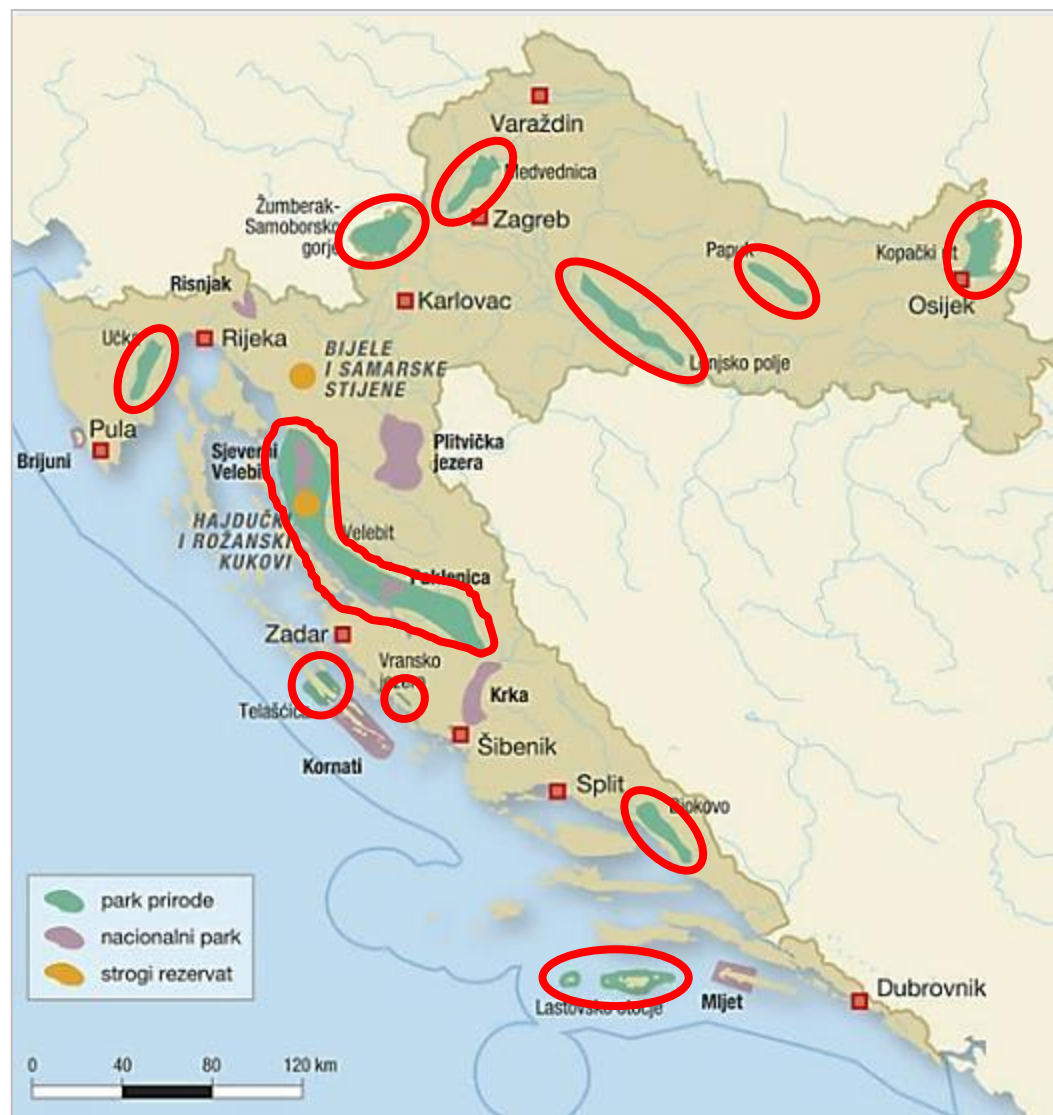 Varaždin
Medvednica
Žumberak-
Samoborsko
gorje
Zagreb
Papuk
Kopački rit
Risnjak
Karlovac
Osijek
Učka
Rijeka
BIJELE
I SAMARSKE
STIJENE
Lonjsko polje
Pula
Brijuni
Sjeverni
Velebit
Plitvička
jezera
HAJDUČKI
I ROŽANSKI
KUKOVI
Velebit
Paklenica
Zadar
Vransko
jezera
Telašćica
Krka
Kornati
Šibenik
Split
Biokovo
park prirode
nacionalni park
strogi rezervat
Lastovsko otočje
Mljet
Dubrovnik
0 40 80 120 km